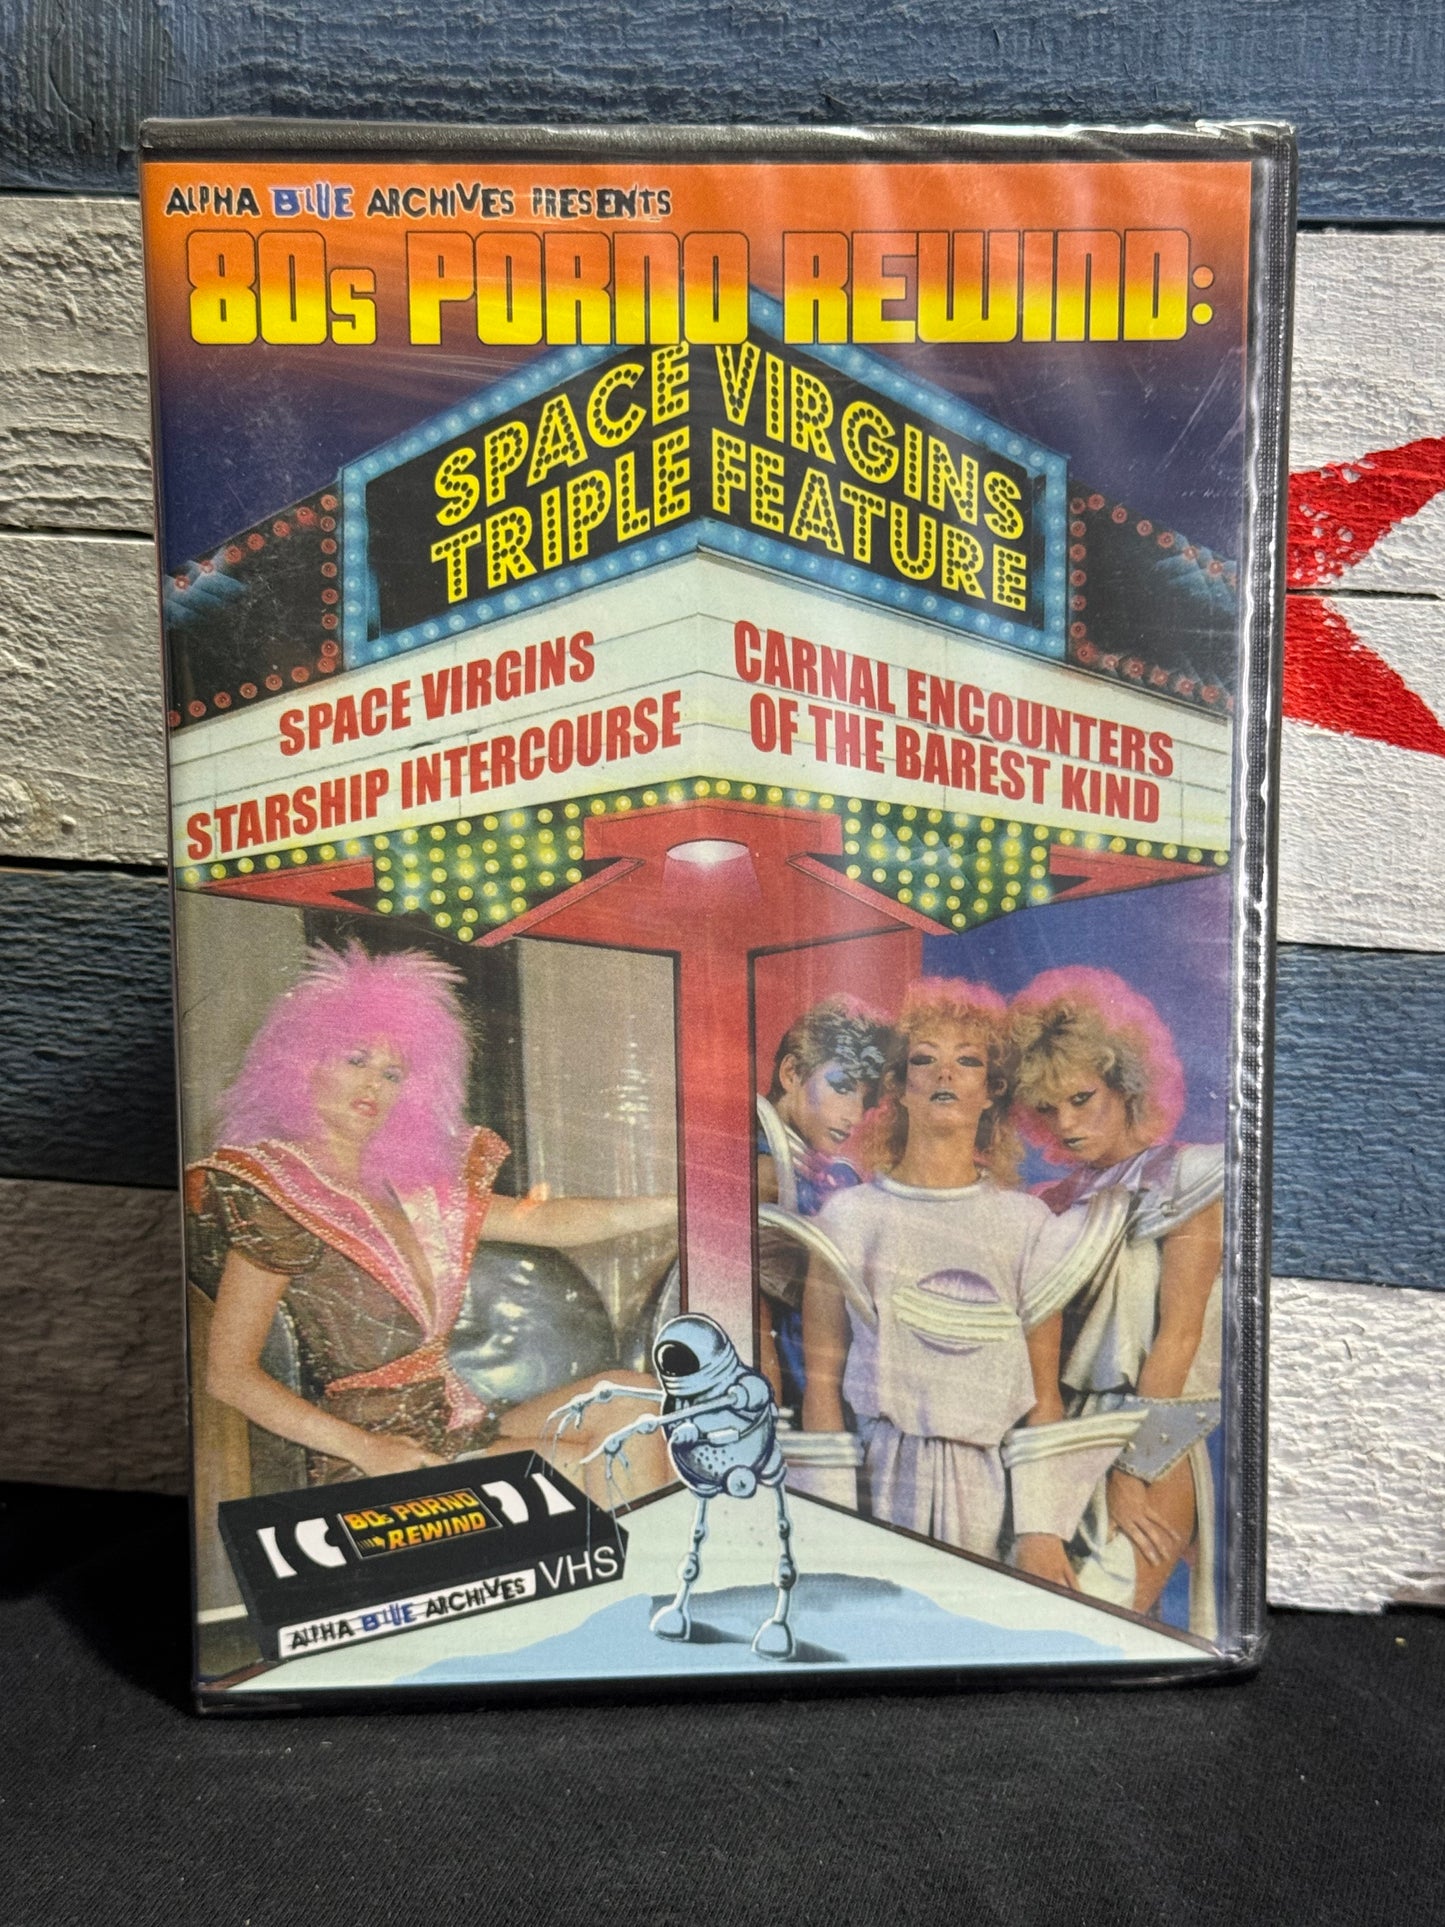 ALPHA BLUE ARCHIVES PRESENTS
80s PORNO REWIND:
SPACE VIRGINS
TRIPLE FEATURE
SPACE VIRGINS
STARSHIP INTERCOURSE
CARNAL ENCOUNTERS
OF THE BAREST KIND
80s PORNO
REWIND
ALPHA BLUE ARCHIVES VHS